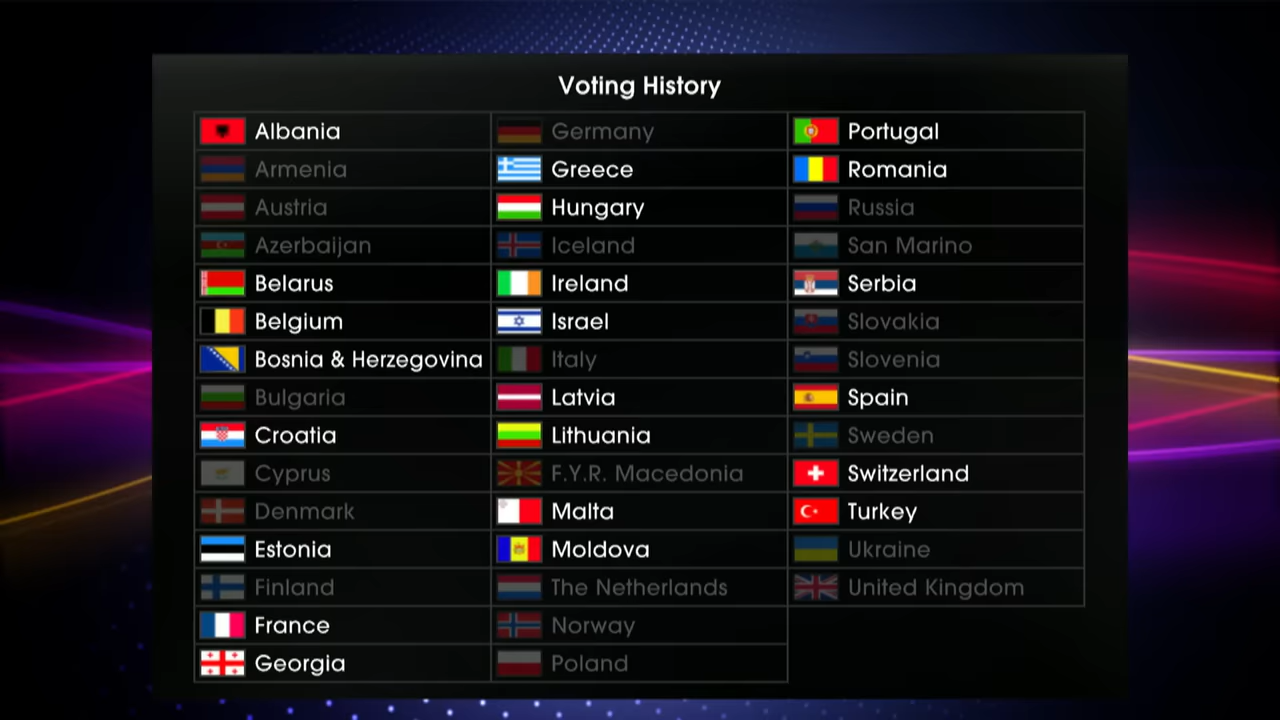 Voting History
Albania
Armenia
Austria
Azerbaijan
Belarus
Belgium
Bosnia & Herzegovina
Bulgaria
Croatia
Cyprus
Denmark
Estonia
Finland
France
Georgia
Germany
Greece
Hungary
Iceland
Ireland
Israel
Italy
Latvia
Lithuania
F.Y.R. Macedonia
Malta
Moldova
The Netherlands
Norway
Poland
Portugal
Romania
Russia
San Marino
Serbia
Slovakia
Slovenia
Spain
Sweden
Switzerland
Turkey
Ukraine
United Kingdom